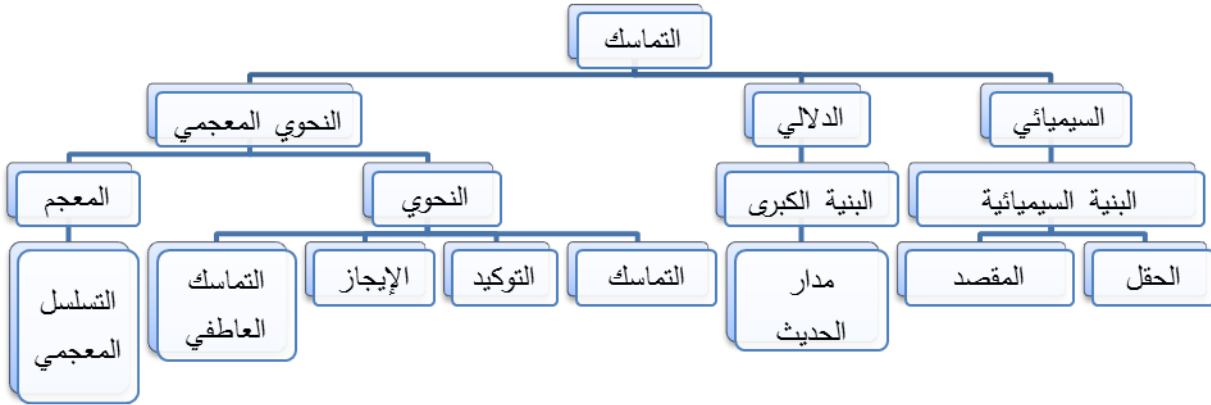 التماسك
السيميائي
الدلالي
النحوي المعجمي
البنية السيميائية
البنية الكبرى
النحوي
المعجم
الحقل
المقصد
مدار
الحديث
التماسك
التوكيد
الإيجاز
التماسك
العاطفي
التسلسل
المعجمي